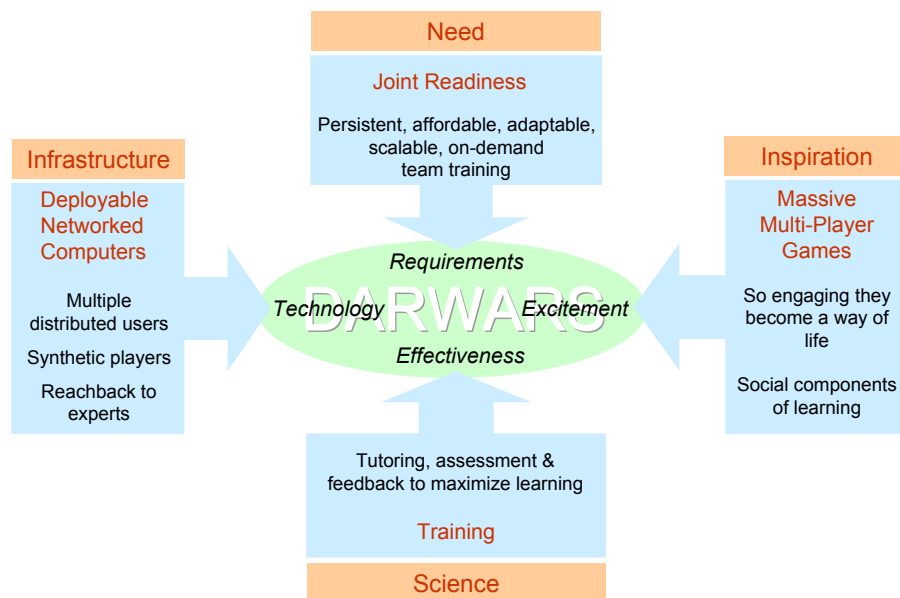 Need
Joint Readiness
Persistent, affordable, adaptable,
scalable, on-demand
team training
Infrastructure
Deployable
Networked
Computers
Multiple
distributed users
Synthetic players
Reachback to
experts
Inspiration
Massive
Multi-Player
Games
So engaging they
become a way of
life
Social components
of learning
Requirements
Technology
DARWARS
Excitement
Effectiveness
Tutoring, assessment &
feedback to maximize learning
Training
Science